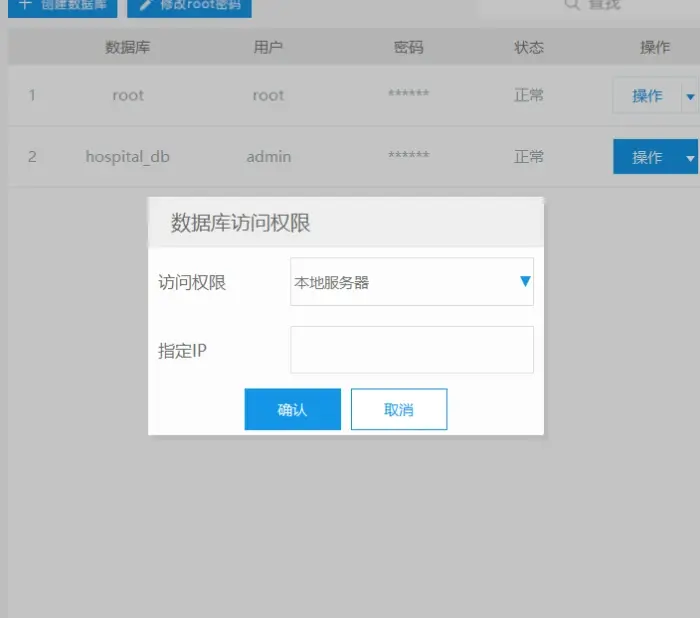 创建数据库 修改root密码 查找
数据库 用户 密码 状态 操作
1 root root ****** 正常 操作
2 hospital_db admin ****** 正常 操作
数据库访问权限
访问权限 本地服务器
指定IP
确认 取消